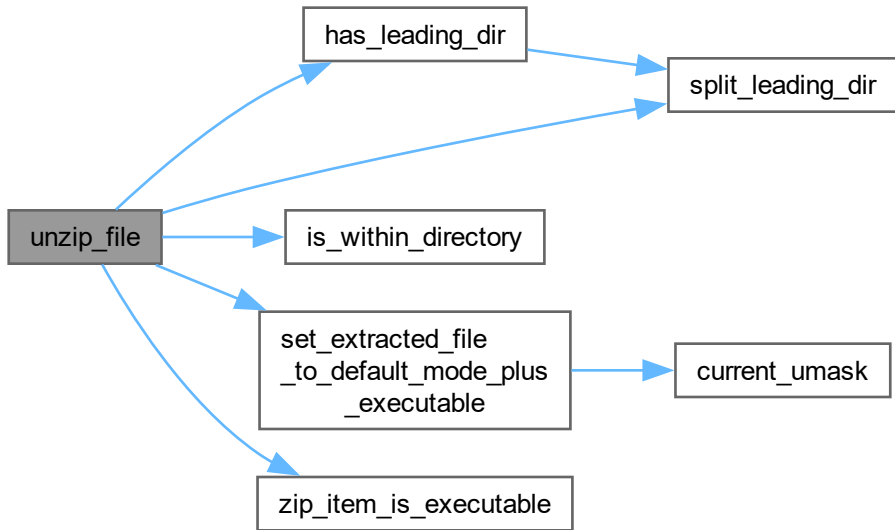 has_leading_dir
split_leading_dir
unzip_file
is_within_directory
set_extracted_file
_to_default_mode_plus
_executable
current_umask
zip_item_is_executable